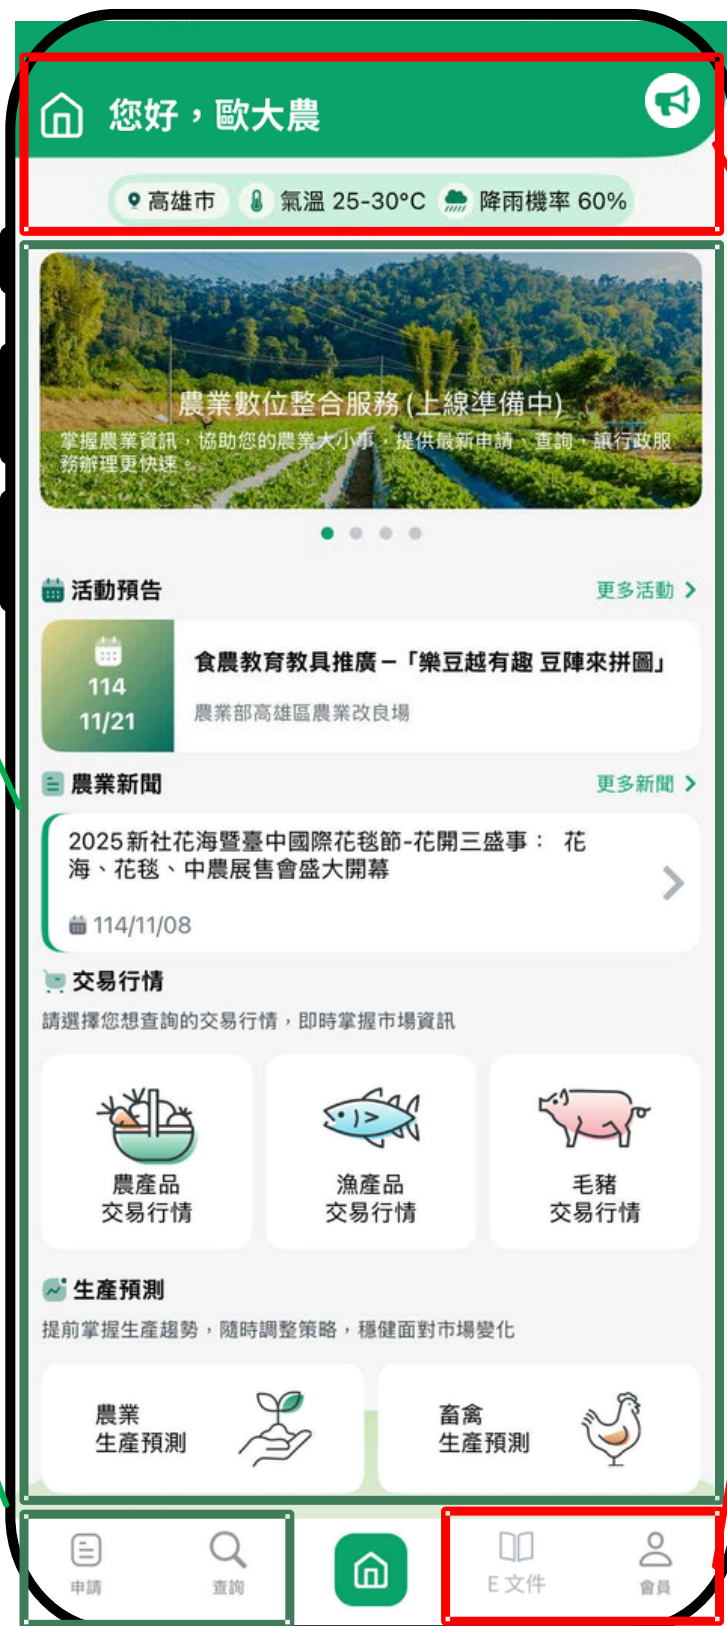 您好，歐大農
高雄市 氣溫 25-30°C 降雨機率 60%
農業數位整合服務 (上線準備中)
掌握農業資訊，協助您的農業大小事，提供最新申請、查詢，讓行政服
務辦理更快速。
活動預告 更多活動
114
11/21
食農教育教具推廣－「樂豆越有趣 豆陣來拼圖」
農業部高雄區農業改良場
農業新聞 更多新聞
2025新社花海暨臺中國際花毯節-花開三盛事： 花
海、花毯、中農展售會盛大開幕
114/11/08
交易行情
請選擇您想查詢的交易行情，即時掌握市場資訊
農產品
交易行情
漁產品
交易行情
毛豬
交易行情
生產預測
提前掌握生產趨勢，隨時調整策略，穩健面對市場變化
農業
生產預測
畜禽
生產預測
申請 查詢 E 文件 會員